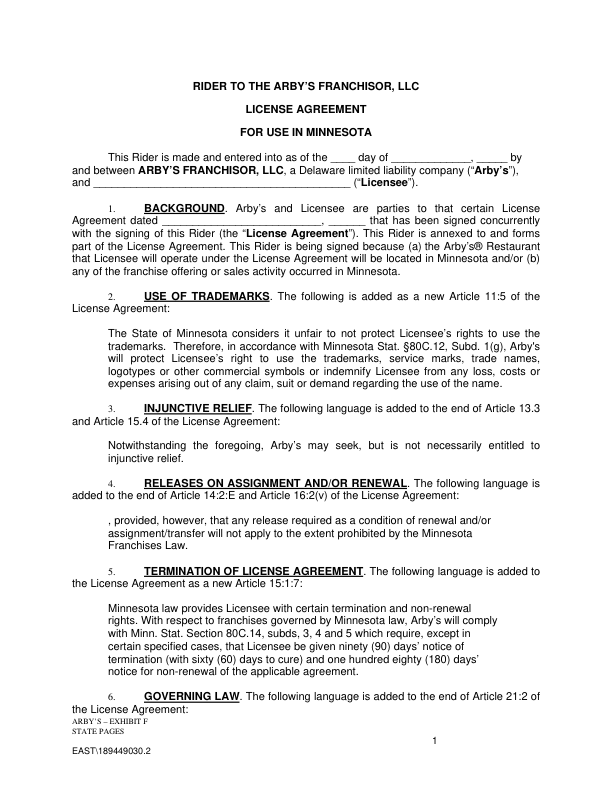 RIDER TO THE ARBY'S FRANCHISOR, LLC
LICENSE AGREEMENT
FOR USE IN MINNESOTA
This Rider is made and entered into as of the ____ day of _____________, _____ by
and between ARBY'S FRANCHISOR, LLC, a Delaware limited liability company ("Arby's"),
and __________________________________________ ("Licensee").
1. BACKGROUND. Arby's and Licensee are parties to that certain License
Agreement dated __________________________, ______ that has been signed concurrently
with the signing of this Rider (the "License Agreement"). This Rider is annexed to and forms
part of the License Agreement. This Rider is being signed because (a) the Arby's® Restaurant
that Licensee will operate under the License Agreement will be located in Minnesota and/or (b)
any of the franchise offering or sales activity occurred in Minnesota.
2. USE OF TRADEMARKS. The following is added as a new Article 11:5 of the
License Agreement:
The State of Minnesota considers it unfair to not protect Licensee's rights to use the
trademarks. Therefore, in accordance with Minnesota Stat. §80C.12, Subd. 1(g), Arby's
will protect Licensee's right to use the trademarks, service marks, trade names,
logotypes or other commercial symbols or indemnify Licensee from any loss, costs or
expenses arising out of any claim, suit or demand regarding the use of the name.
3. INJUNCTIVE RELIEF. The following language is added to the end of Article 13.3
and Article 15.4 of the License Agreement:
Notwithstanding the foregoing, Arby's may seek, but is not necessarily entitled to
injunctive relief.
4. RELEASES ON ASSIGNMENT AND/OR RENEWAL. The following language is
added to the end of Article 14:2:E and Article 16:2(v) of the License Agreement:
, provided, however, that any release required as a condition of renewal and/or
assignment/transfer will not apply to the extent prohibited by the Minnesota
Franchises Law.
5. TERMINATION OF LICENSE AGREEMENT. The following language is added to
the License Agreement as a new Article 15:1:7:
Minnesota law provides Licensee with certain termination and non-renewal
rights. With respect to franchises governed by Minnesota law, Arby's will comply
with Minn. Stat. Section 80C.14, subds, 3, 4 and 5 which require, except in
certain specified cases, that Licensee be given ninety (90) days' notice of
termination (with sixty (60) days to cure) and one hundred eighty (180) days'
notice for non-renewal of the applicable agreement.
6. GOVERNING LAW. The following language is added to the end of Article 21:2 of
the License Agreement:
ARBY'S – EXHIBIT F
STATE PAGES
1
EAST\189449030.2